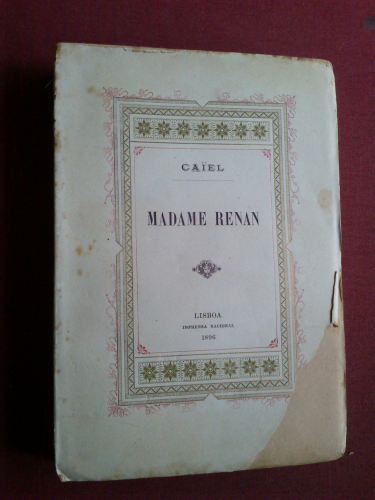 CAÏEL
MADAME RENAN
LISBOA
IMPRENSA NACIONAL
1896